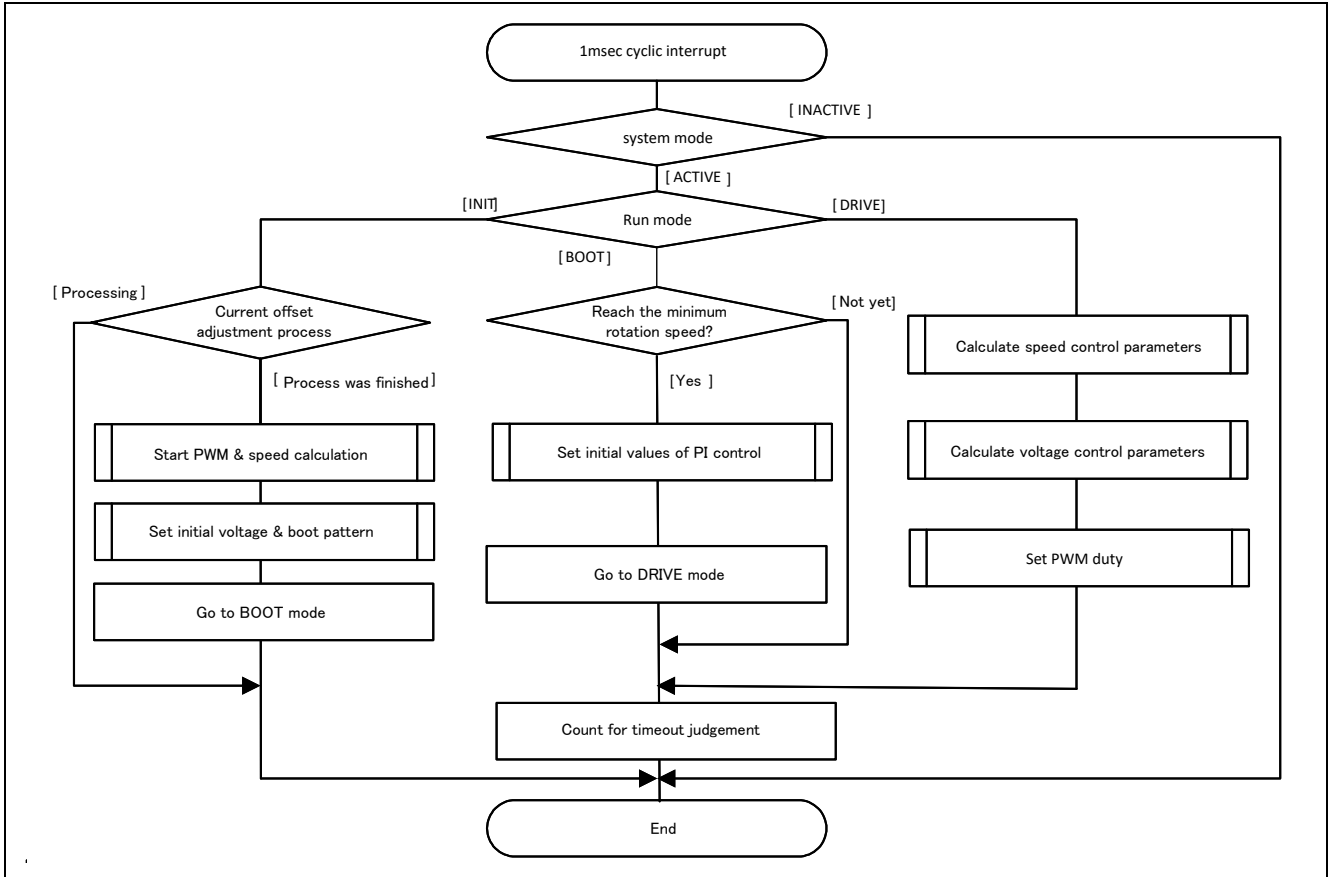 1msec cyclic interrupt
[ INACTIVE ]
system mode
[ ACTIVE ]
[INIT]
Run mode
[DRIVE]
[BOOT]
[ Processing ]
Current offset
adjustment process
Reach the minimum
rotation speed?
[Not yet]
Calculate speed control parameters
[ Process was finished ]
[Yes ]
Start PWM & speed calculation
Set initial values of PI control
Calculate voltage control parameters
Set initial voltage & boot pattern
Go to DRIVE mode
Set PWM duty
Go to BOOT mode
Count for timeout judgement
End